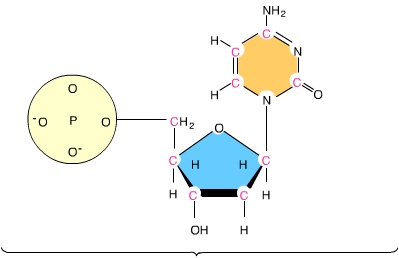 NH₂
H C N
C
H C C O
N
O
⁻O P O CH₂ O
O⁻
C H H C
H C C H
OH H